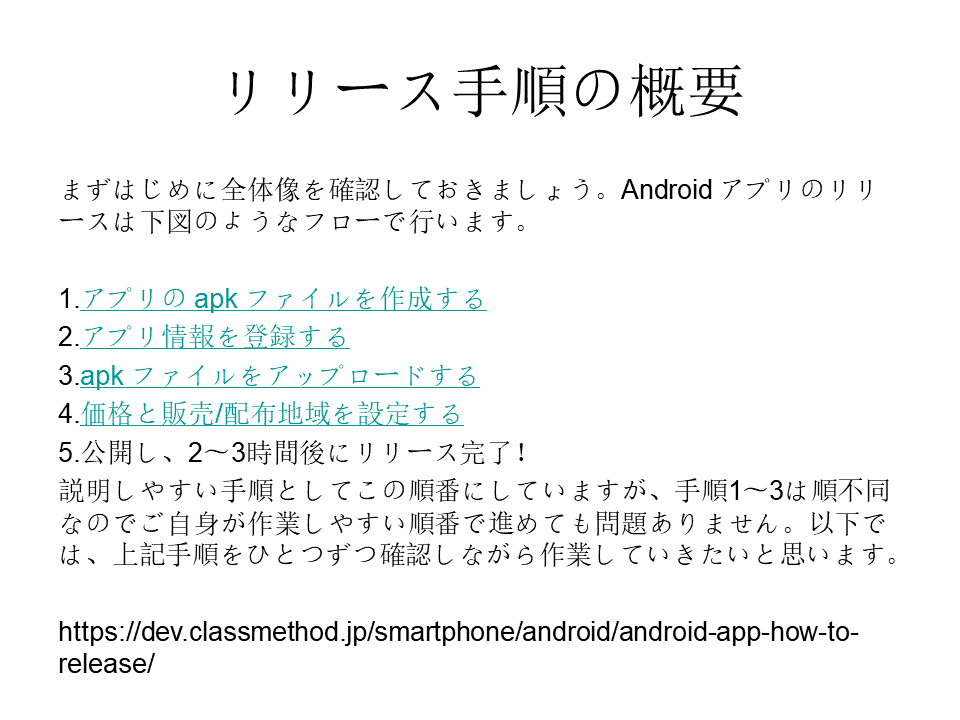 リリース手順の概要
まずはじめに全体像を確認しておきましょう。Android アプリのリリ
ースは下図のようなフローで行います。
1.アプリの apk ファイルを作成する
2.アプリ情報を登録する
3.apk ファイルをアップロードする
4.価格と販売/配布地域を設定する
5.公開し、2〜3時間後にリリース完了!
説明しやすい手順としてこの順番にしていますが、手順1〜3は順不同
なのでご自身が作業しやすい順番で進めても問題ありません。以下で
は、上記手順をひとつずつ確認しながら作業していきたいと思います。
https://dev.classmethod.jp/smartphone/android/android-app-how-to-
release/